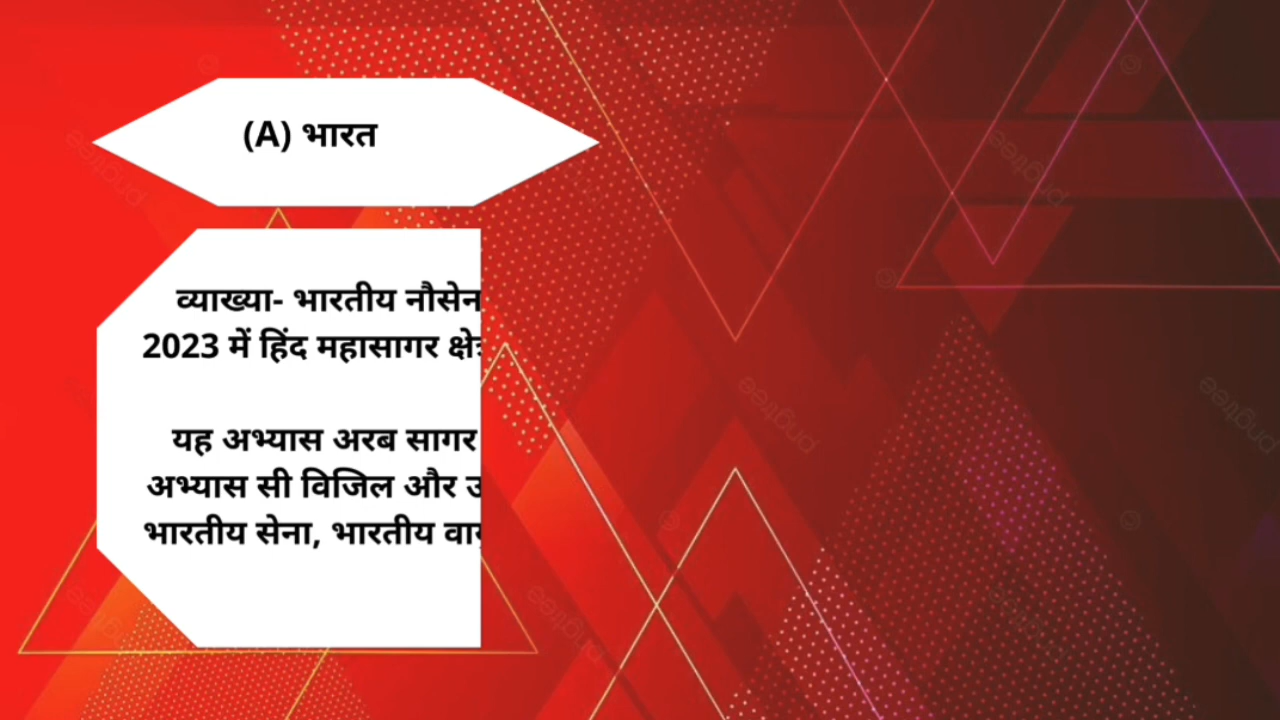 (A) भारत
व्याख्या- भारतीय
2023 में हिंद महासागर
यह अभ्यास अरब सागर
अभ्यास सी विजिल और
भारतीय सेना, भारतीय